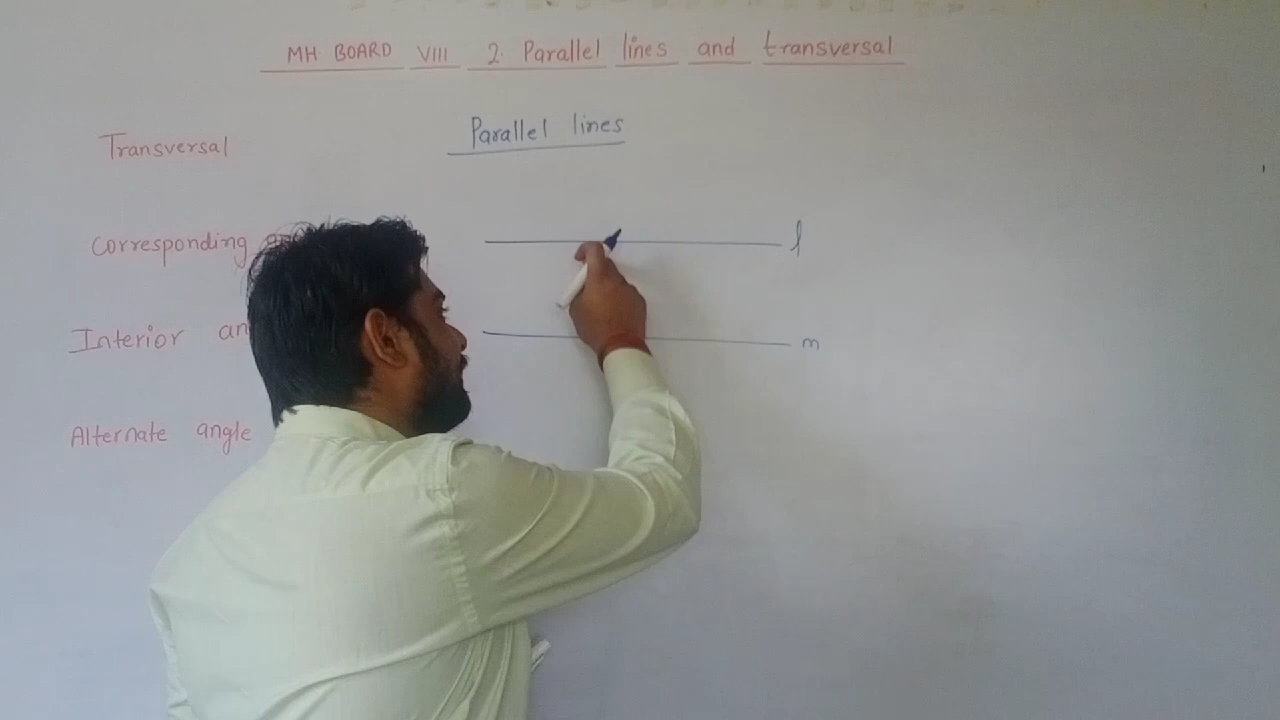 MH BOARD VIII 2. Parallel lines and transversal
Parallel lines
Transversal
Corresponding
l
Interior
m
Alternate angle